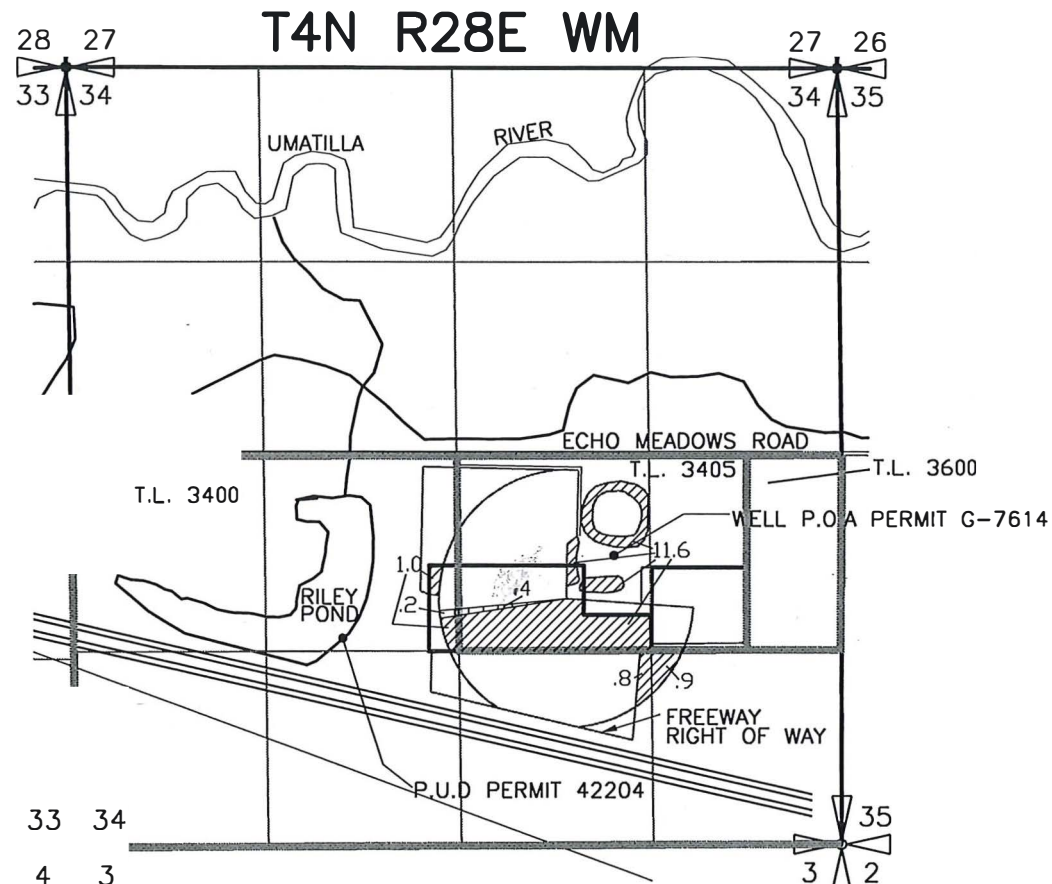 T4N R28E WM
28 27
27 26
33 34
34 35
UMATILLA
RIVER
ECHO MEADOWS ROAD
T.L. 3405
T.L. 3600
T.L. 3400
WELL P.O.A PERMIT G-7614
11.6
1.0
.4
.2
RILEY
POND
.8
.9
FREEWAY
RIGHT OF WAY
P.U.D PERMIT 42204
33 34
35
4 3
3 2